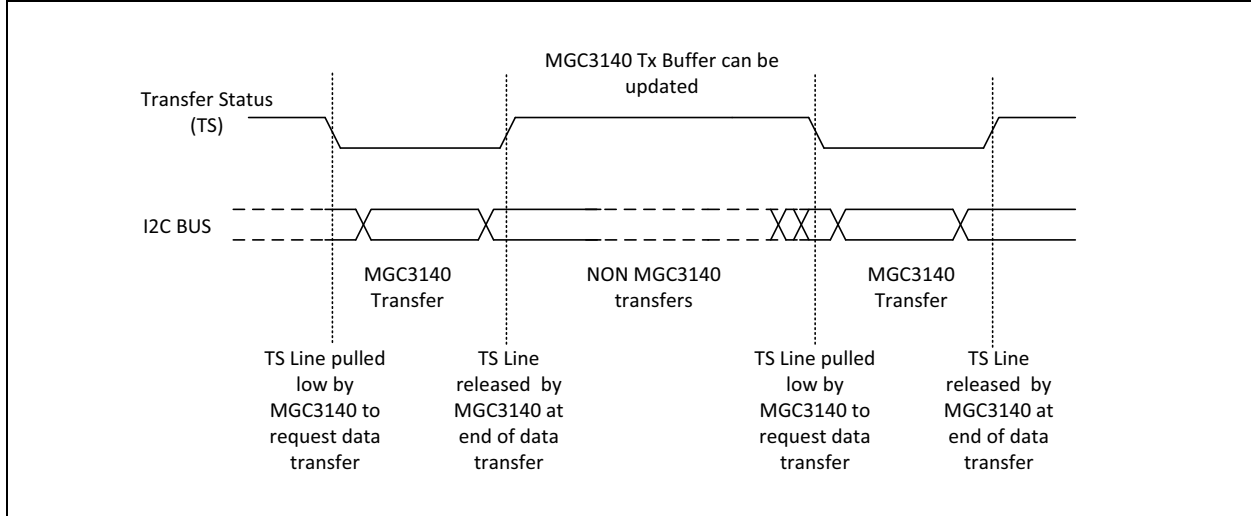 MGC3140 Tx Buffer can be
updated
Transfer Status
(TS)
I2C BUS
MGC3140
Transfer
NON MGC3140
transfers
MGC3140
Transfer
TS Line pulled
low by
MGC3140 to
request data
transfer
TS Line
released by
MGC3140 at
end of data
transfer
TS Line pulled
low by
MGC3140 to
request data
transfer
TS Line
released by
MGC3140 at
end of data
transfer